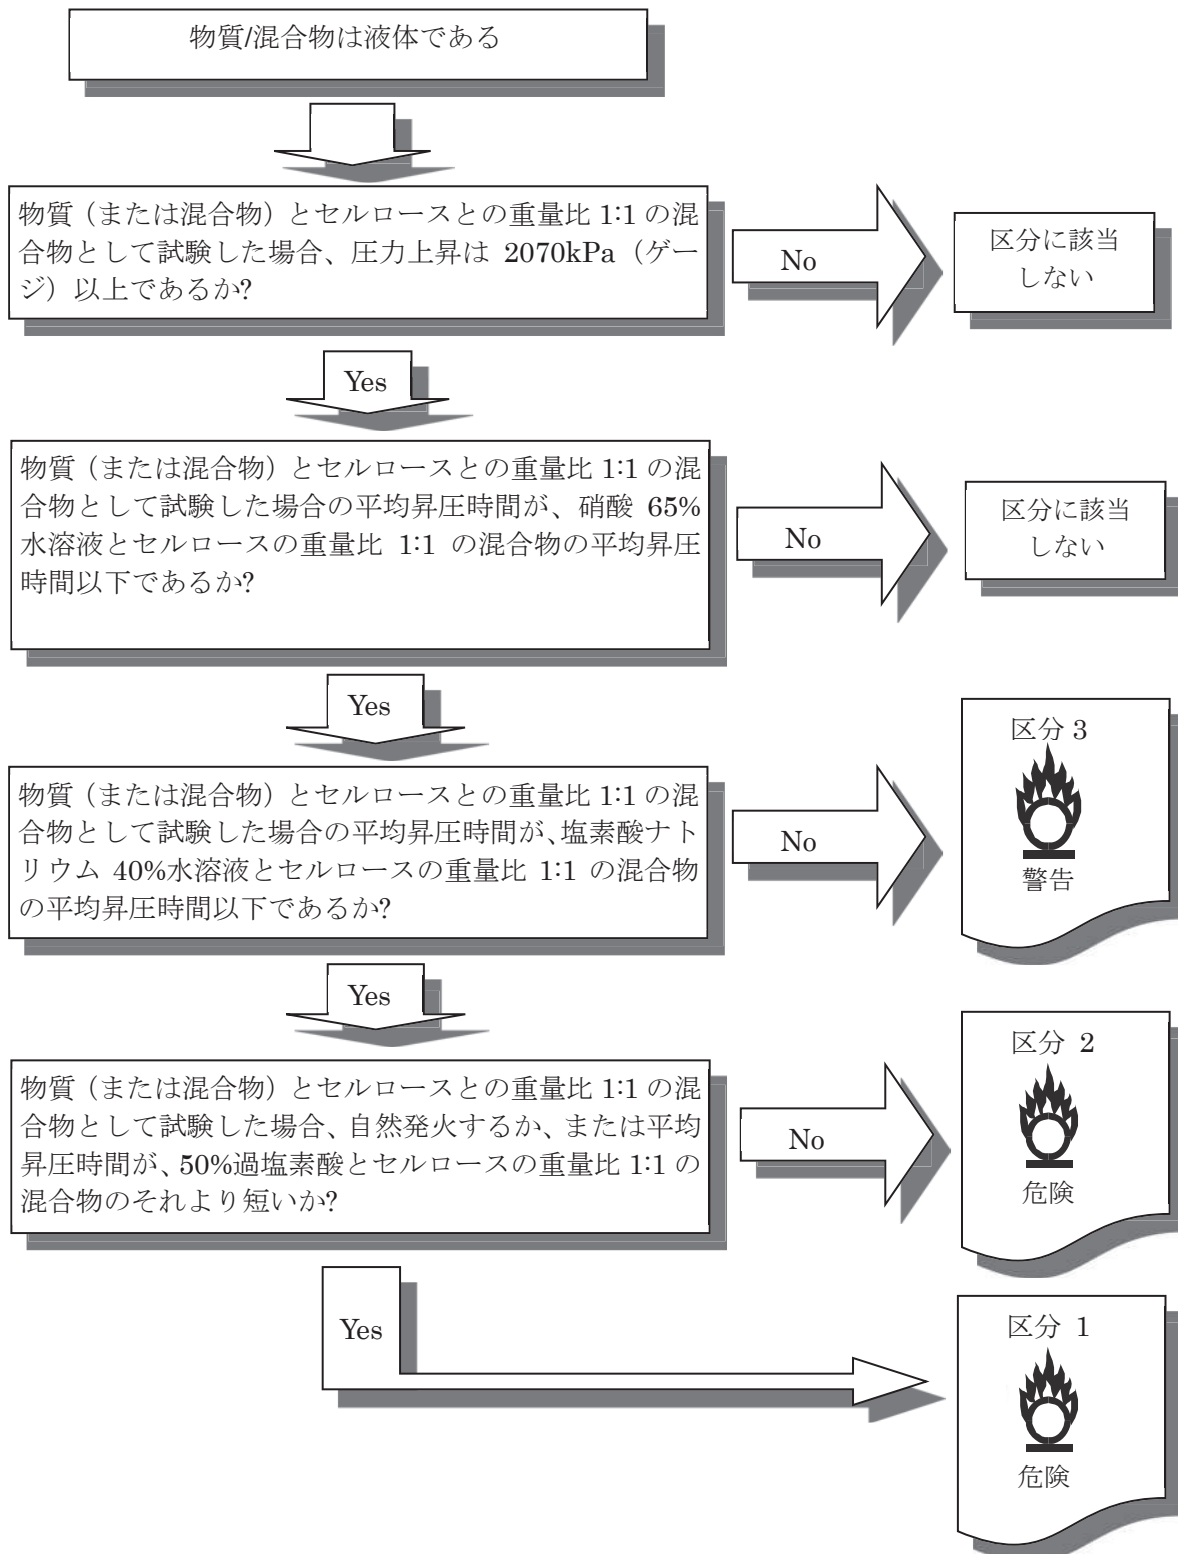 物質/混合物は液体である
物質（または混合物）とセルロースとの重量比 1:1 の混
合物として試験した場合、圧力上昇は 2070kPa（ゲー
ジ）以上であるか?
No
区分に該当
しない
Yes
物質（または混合物）とセルロースとの重量比 1:1 の混
合物として試験した場合の平均昇圧時間が、硝酸 65%
水溶液とセルロースの重量比 1:1 の混合物の平均昇圧
時間以下であるか?
No
区分に該当
しない
Yes
物質（または混合物）とセルロースとの重量比 1:1 の混
合物として試験した場合の平均昇圧時間が、塩素酸ナト
リウム 40%水溶液とセルロースの重量比 1:1 の混合物
の平均昇圧時間以下であるか?
No
区分 3
警告
Yes
物質（または混合物）とセルロースとの重量比 1:1 の混
合物として試験した場合、自然発火するか、または平均
昇圧時間が、50%過塩素酸とセルロースの重量比 1:1 の
混合物のそれより短いか?
No
区分 2
危険
Yes
区分 1
危険